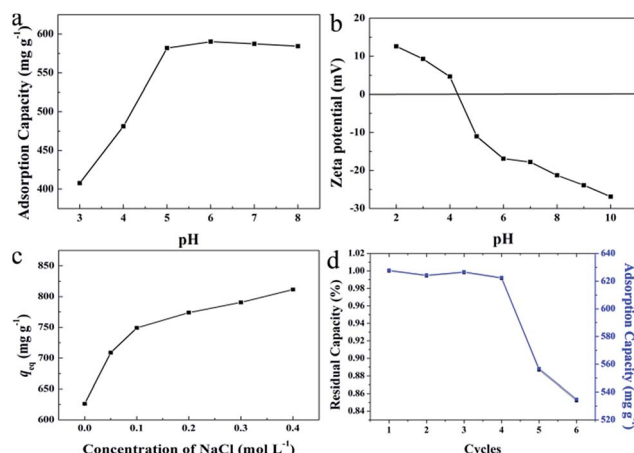 a
Adsorption Capacity (mg g-1)
600
550
500
450
400
3 4 5 6 7 8
pH
b
Zeta potential (mV)
20
10
0
-10
-20
-30
2 4 6 8 10
pH
c
qeq (mg g-1)
850
800
750
700
650
600
0.0 0.1 0.2 0.3 0.4
Concentration of NaCl (mol L-1)
d
Residual Capacity (%)
1.02
1.00
0.98
0.96
0.94
0.92
0.90
0.88
0.86
0.84
1 2 3 4 5 6
Cycles
640
620
600
580
560
540
520
Adsorption Capacity (mg g-1)